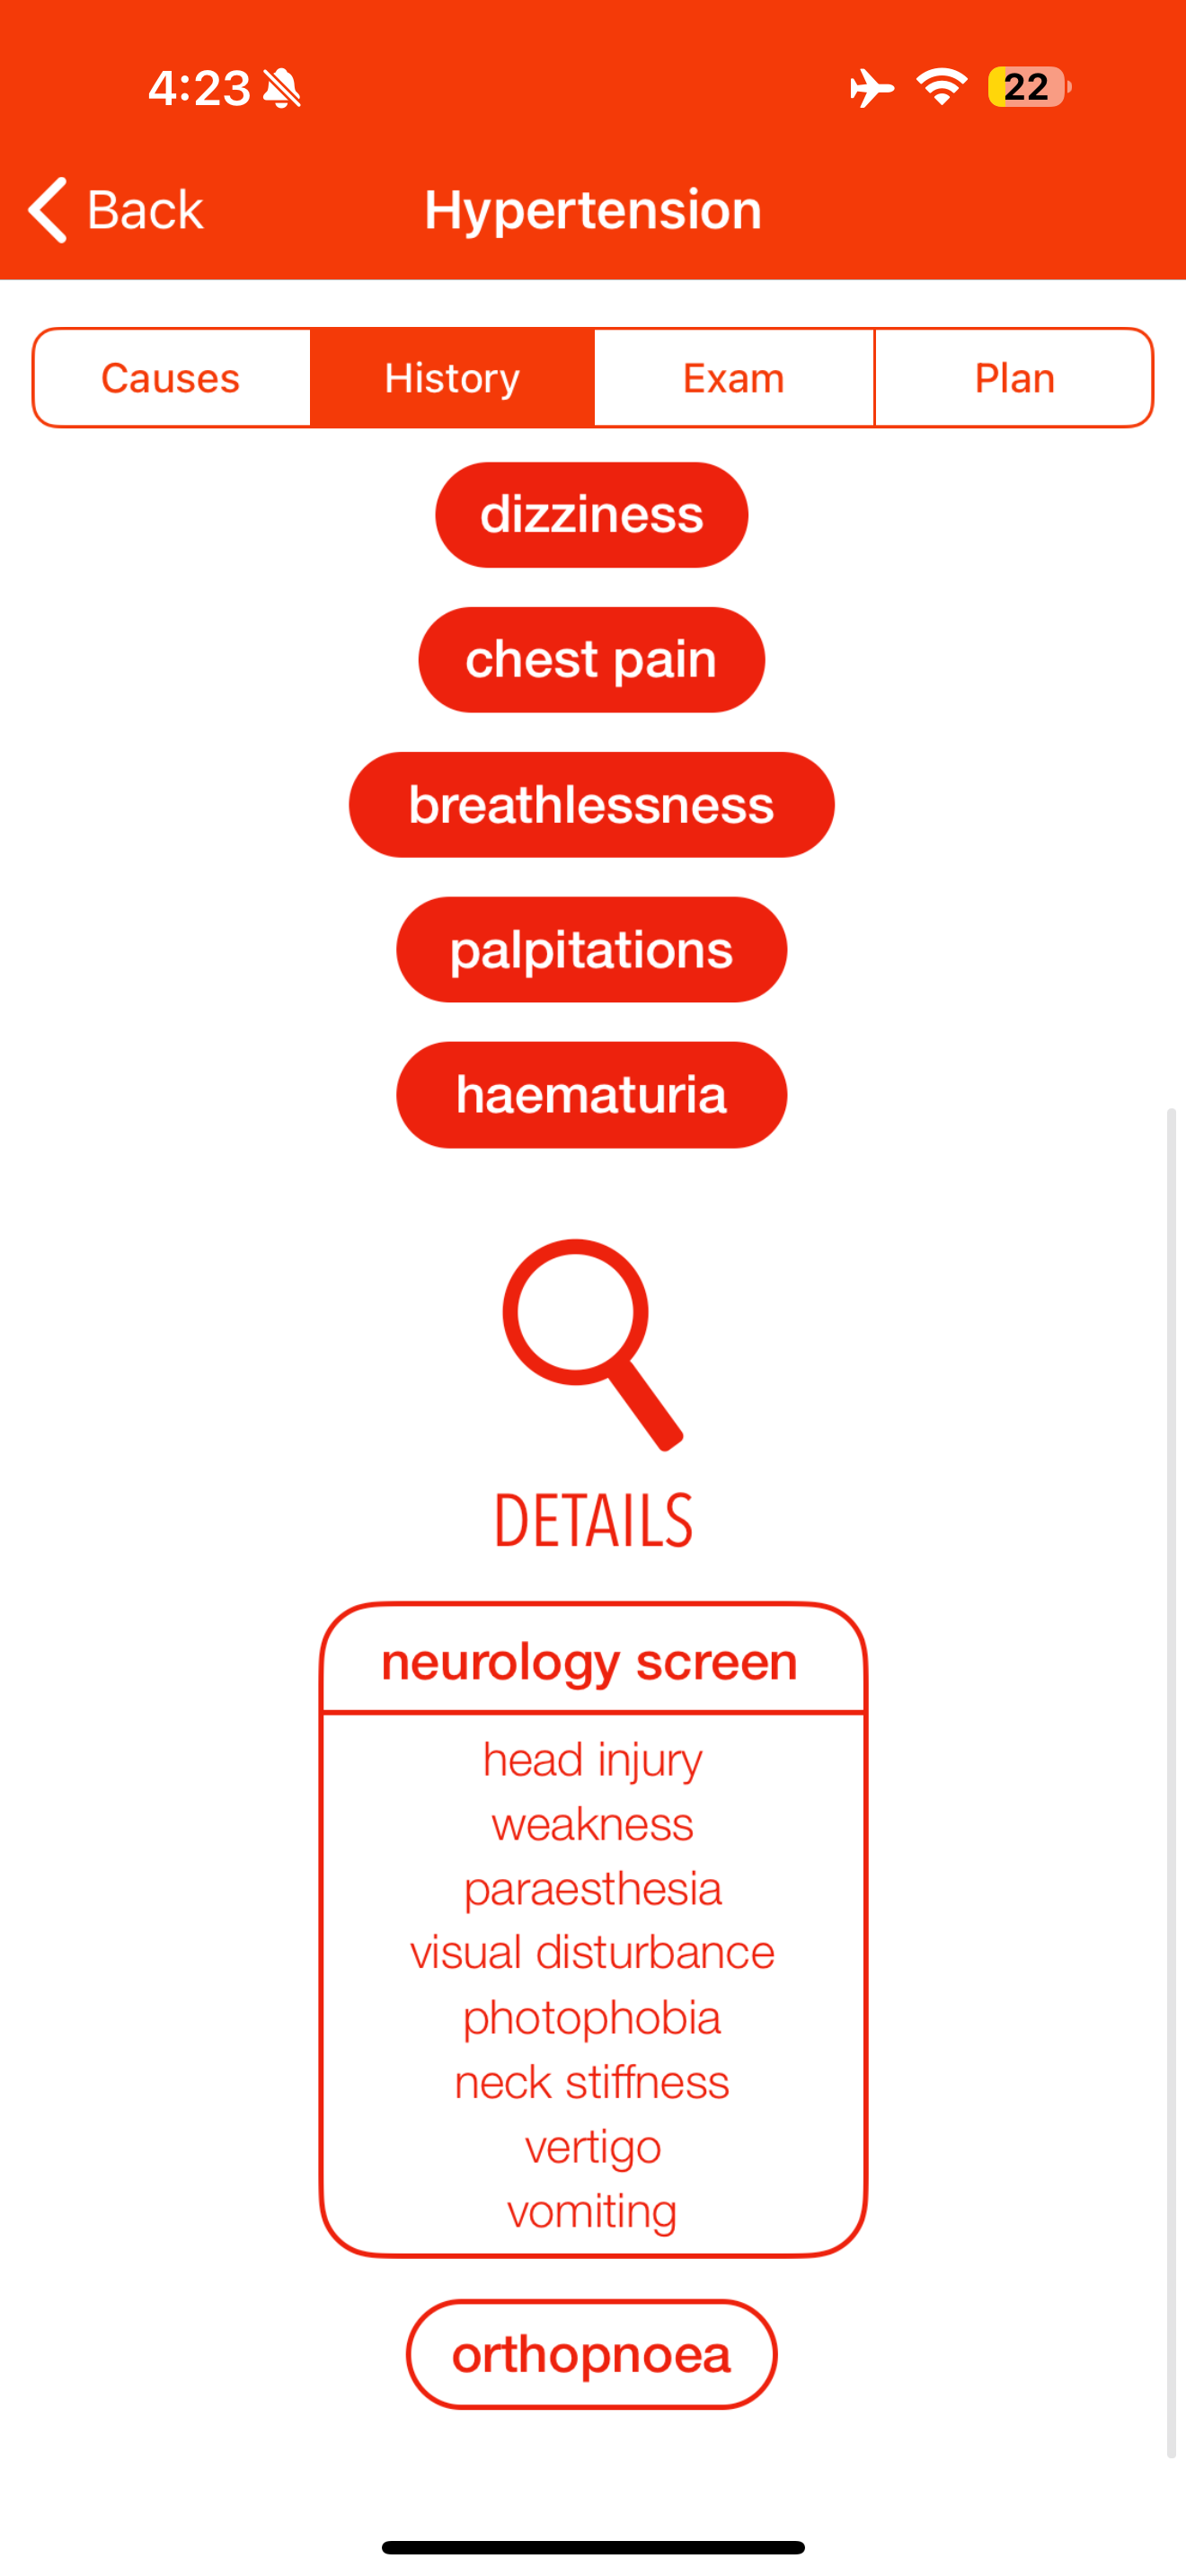 4:23
22
Back
Hypertension
Causes
History
Exam
Plan
dizziness
chest pain
breathlessness
palpitations
haematuria
DETAILS
neurology screen
head injury
weakness
paraesthesia
visual disturbance
photophobia
neck stiffness
vertigo
vomiting
orthopnoea